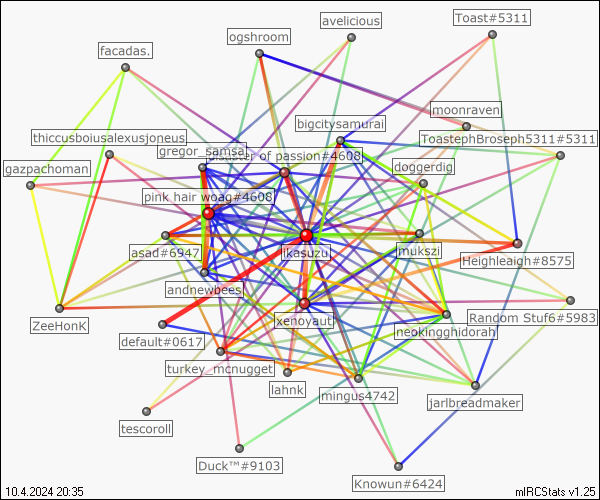 avelicious
Toast#5311
ogshroom
facadas.
moonraven
bigcitysamurai
thiccusboiusalexusjoneus
ToastephBroseph5311#5311
gregor_samsa
disaster of passion#4608
gazpachoman
doggerdig
pink hair woag#4608
asad#6947
ikasuzu
mukszi
Heighleaigh#8575
andnewbees
ZeeHonK
xenoyaut
Random Stuf6#5983
default#0617
neokingghidorah
turkey_mcnugget
lahnk
mingus4742
jarlbreadmaker
tescoroll
Duck™#9103
Knowun#6424
10.4.2024 20:35
mIRCStats v1.25